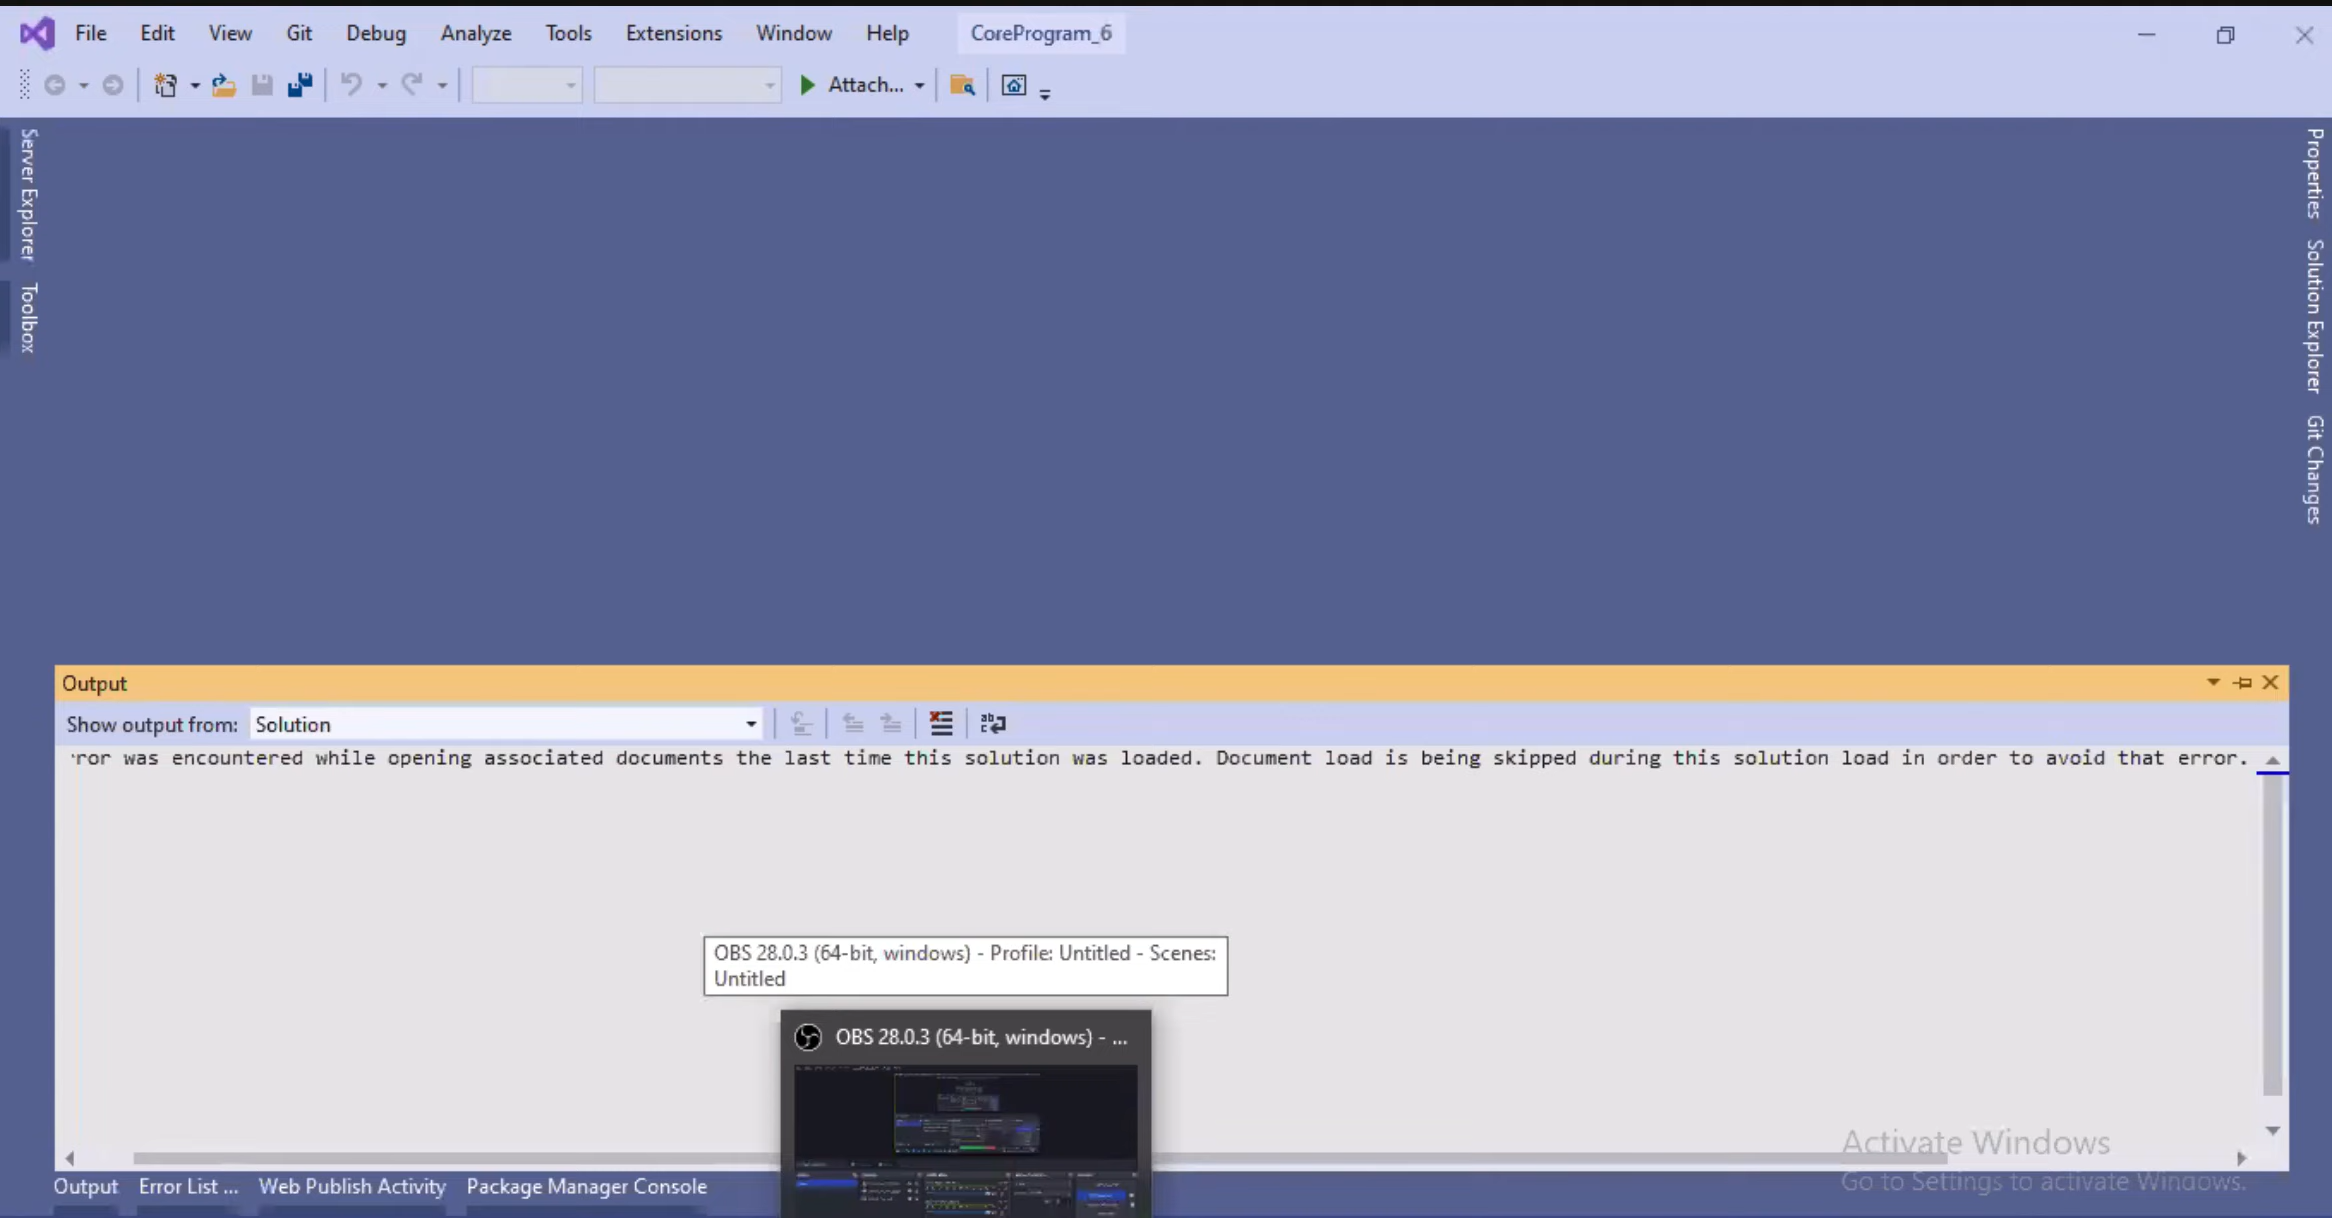 File Edit View Git Debug Analyze Tools Extensions Window Help CoreProgram_6
Attach...
Server Explorer
Toolbox
Properties
Solution Explorer
Git Changes
Output
Show output from: Solution
was encountered while opening associated documents the last time this solution was loaded. Document load is being skipped during this solution load in order to avoid that error.
OBS 28.0.3 (64-bit, windows) - Profile: Untitled - Scenes:
Untitled
OBS 28.0.3 (64-bit, windows) - ...
Activate Windows
Go to Settings to activate Windows.
Output Error List ... Web Publish Activity Package Manager Console